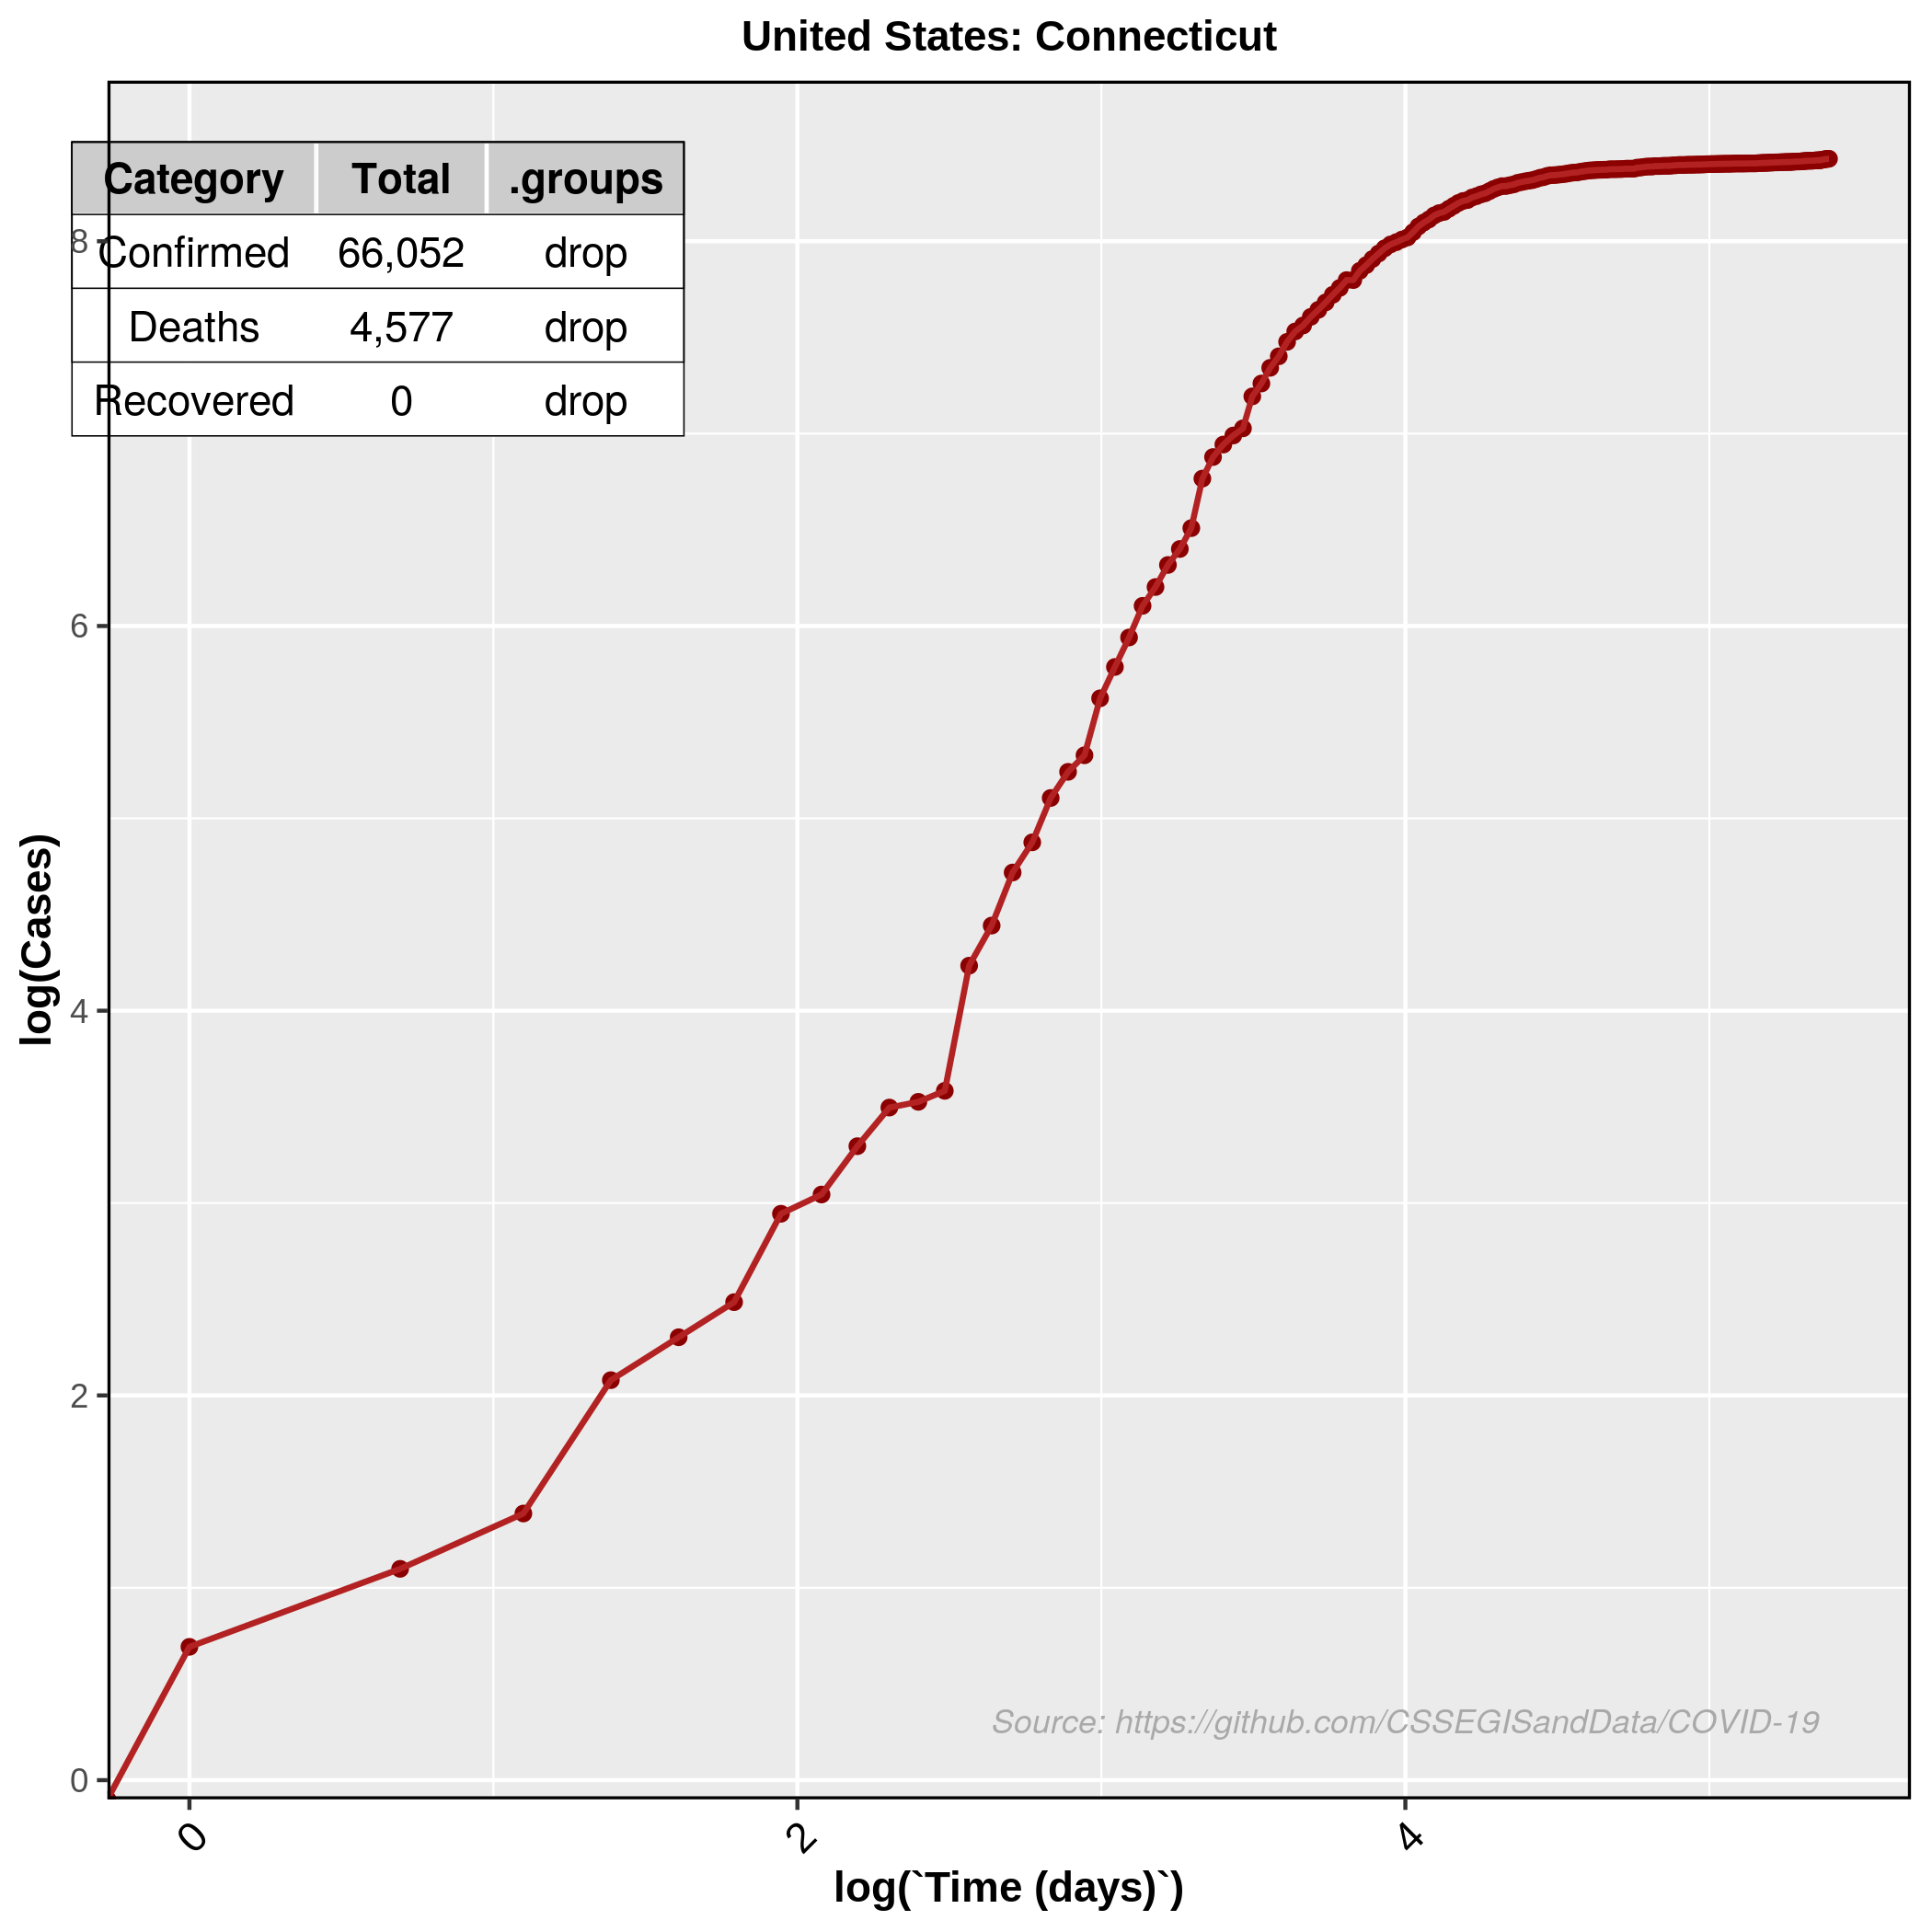 United States: Connecticut
Category Total .groups
Confirmed 66,052 drop
Deaths 4,577 drop
Recovered 0 drop
8
6
4
2
0
log(Cases)
Source: https://github.com/CSSEGISandData/COVID-19
0 2 4
log(`Time (days)`)